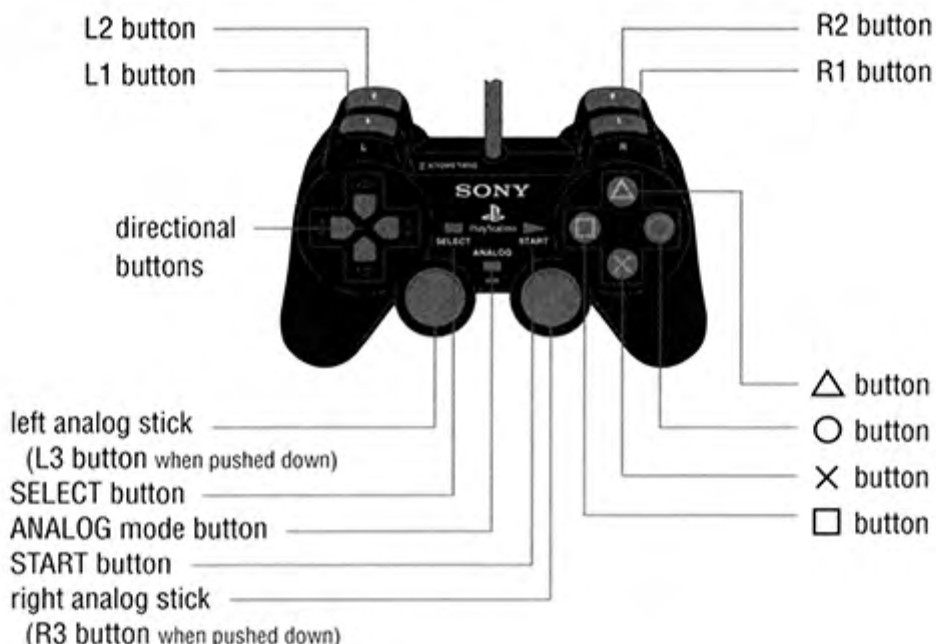 L2 button
L1 button
R2 button
R1 button
SONY
PlayStation
SELECT
START
ANALOG
L
R
directional
buttons
△ button
○ button
✕ button
□ button
left analog stick
(L3 button when pushed down)
SELECT button
ANALOG mode button
START button
right analog stick
(R3 button when pushed down)